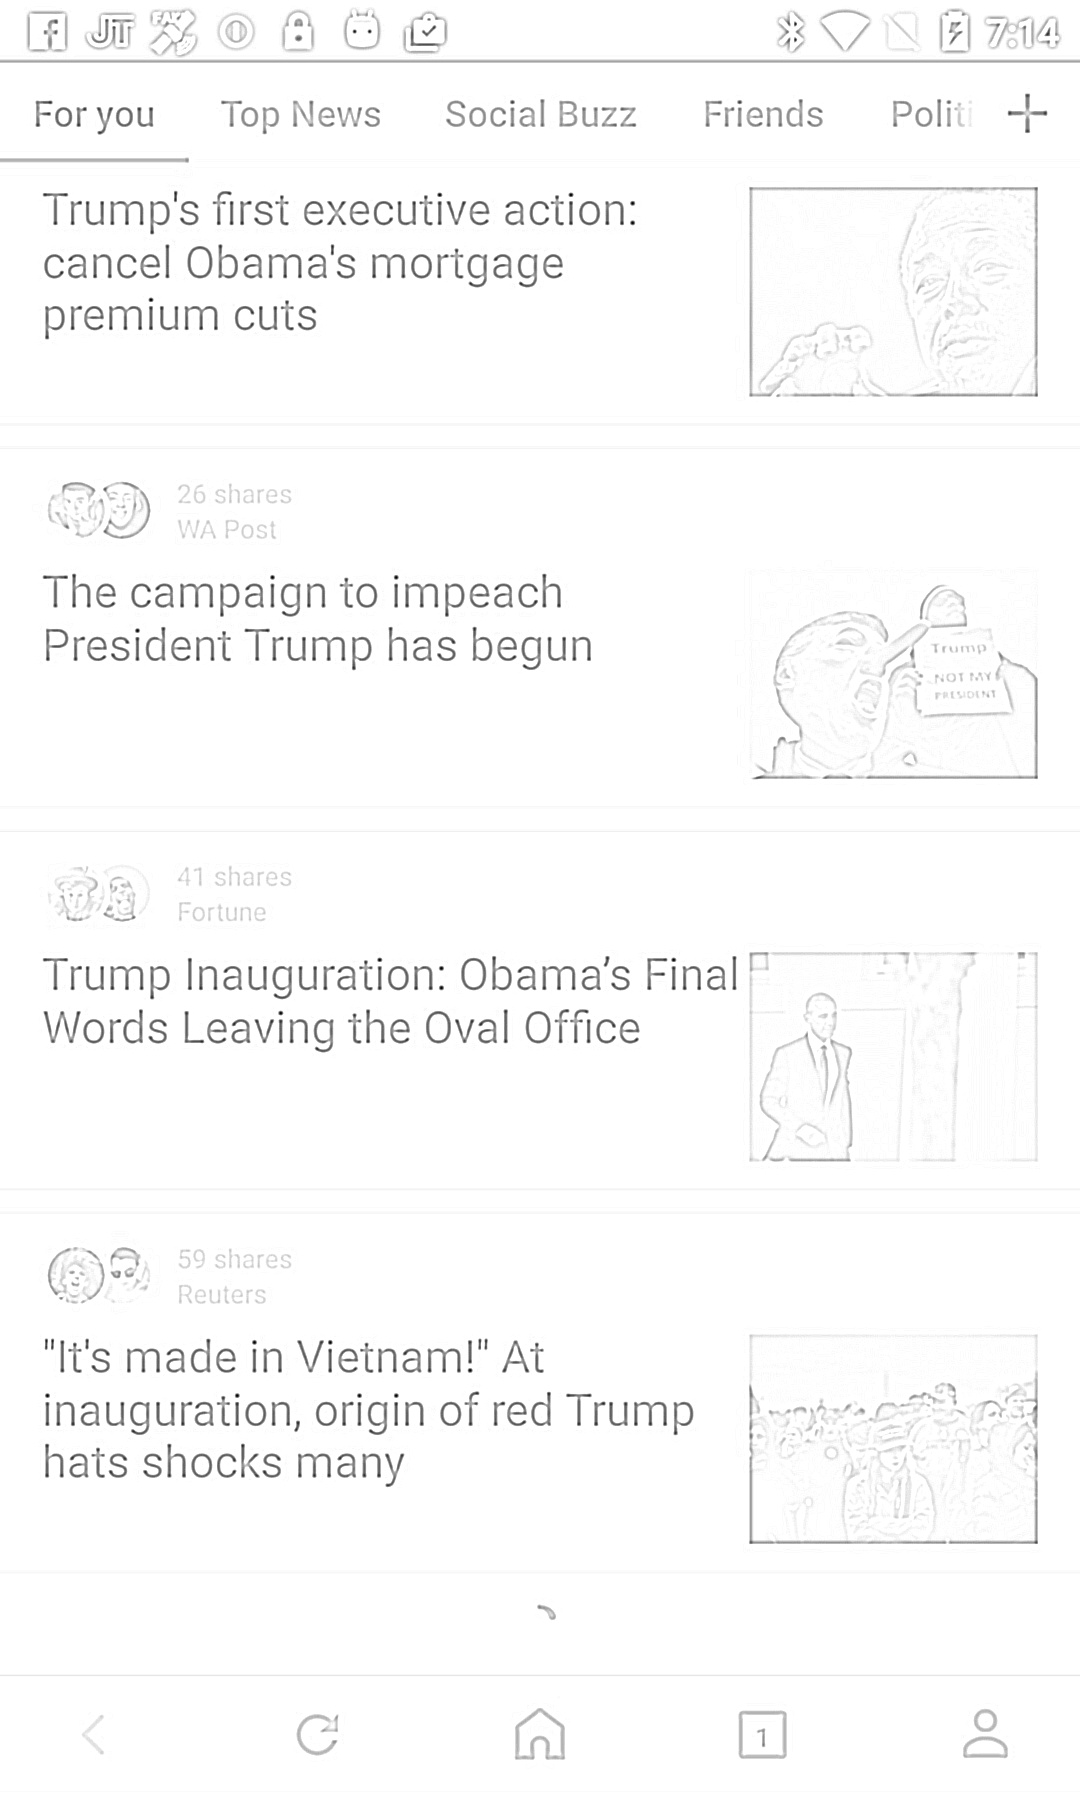 7:14
For you Top News Social Buzz Friends Politi
Trump's first executive action:
cancel Obama's mortgage
premium cuts
26 shares
WA Post
The campaign to impeach
President Trump has begun
Trump
NOT MY
PRESIDENT
41 shares
Fortune
Trump Inauguration: Obama’s Final
Words Leaving the Oval Office
59 shares
Reuters
"It's made in Vietnam!" At
inauguration, origin of red Trump
hats shocks many
1